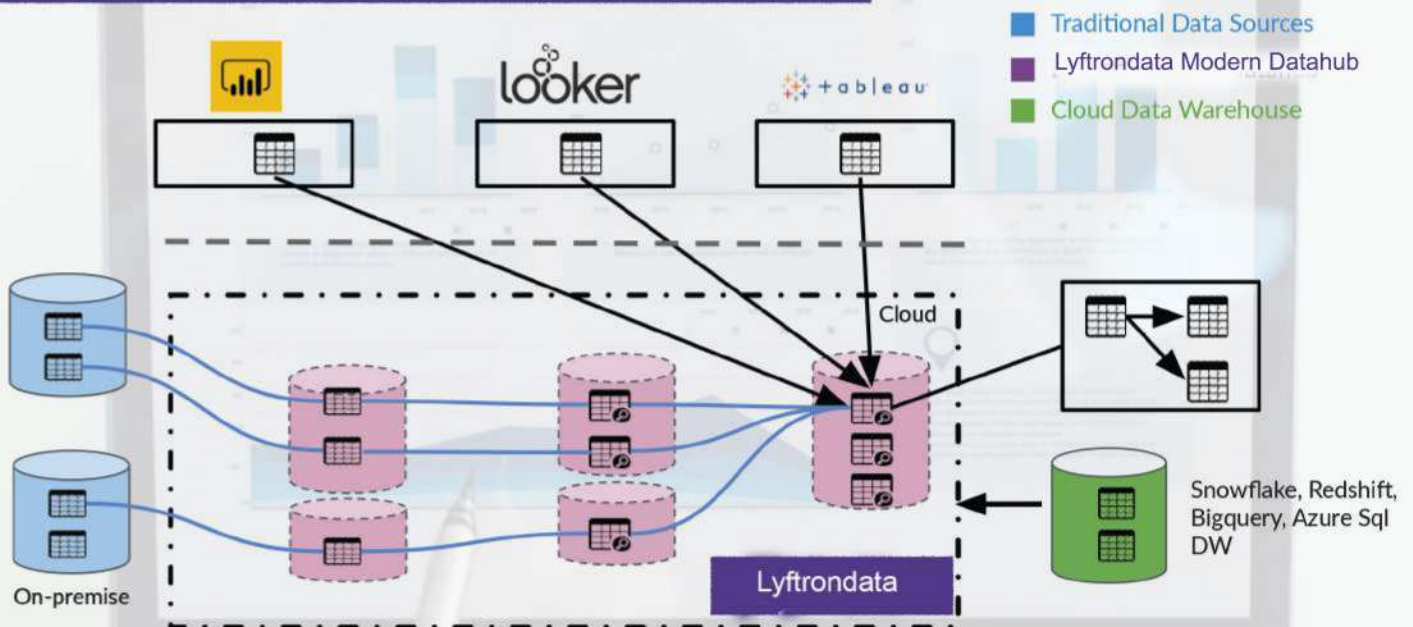 Traditional Data Sources
Lyftrondata Modern Datahub
Cloud Data Warehouse
looker
+ableau
Cloud
On-premise
Lyftrondata
Snowflake, Redshift,
Bigquery, Azure Sql
DW